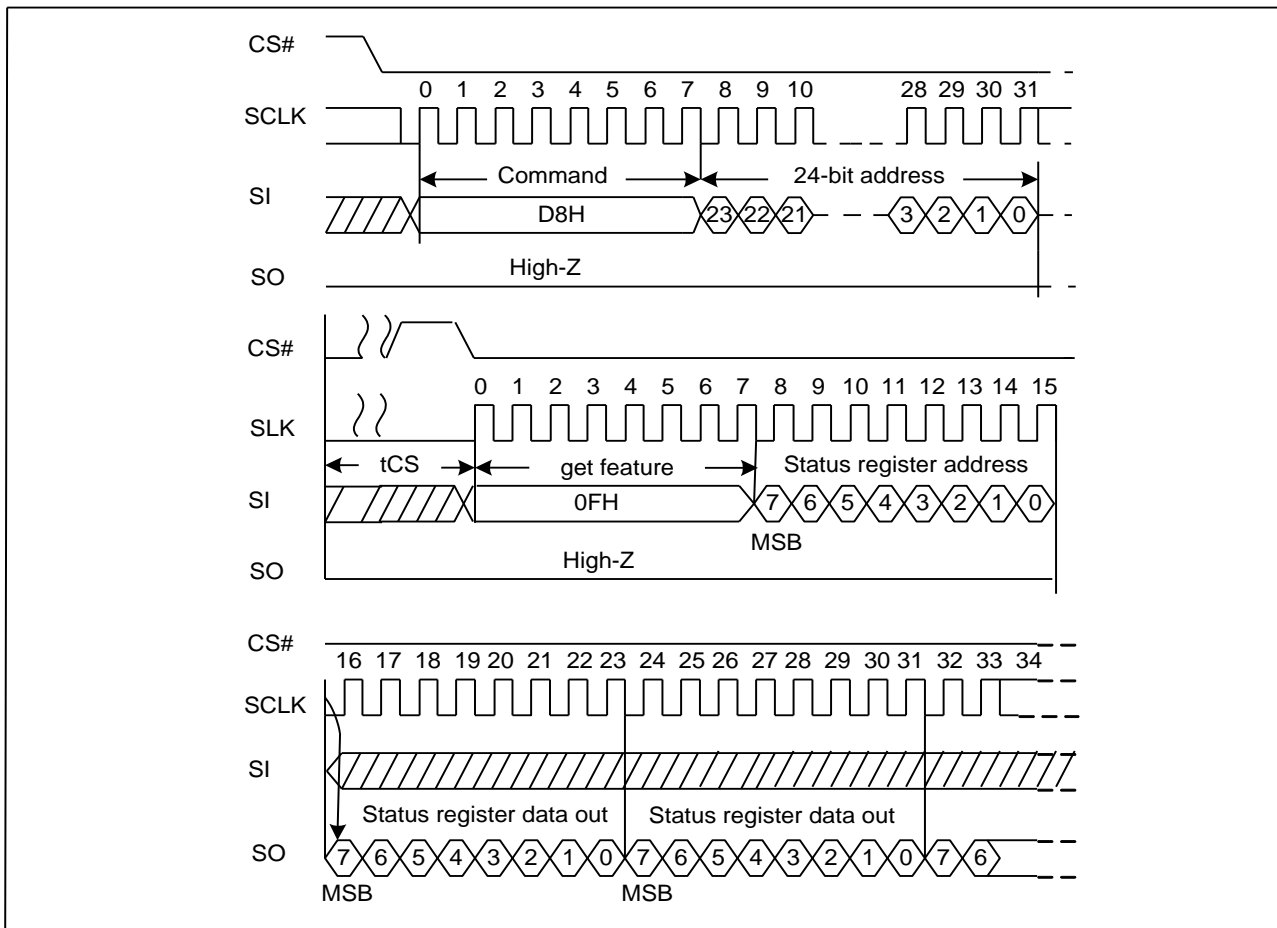 CS#
0 1 2 3 4 5 6 7 8 9 10 28 29 30 31
SCLK
Command 24-bit address
SI
D8H 23 22 21 3 2 1 0
High-Z
SO
CS#
0 1 2 3 4 5 6 7 8 9 10 11 12 13 14 15
SLK
tCS get feature Status register address
SI
0FH 7 6 5 4 3 2 1 0
MSB
High-Z
SO
CS#
16 17 18 19 20 21 22 23 24 25 26 27 28 29 30 31 32 33 34
SCLK
SI
Status register data out Status register data out
SO 7 6 5 4 3 2 1 0 7 6 5 4 3 2 1 0 7 6
MSB MSB